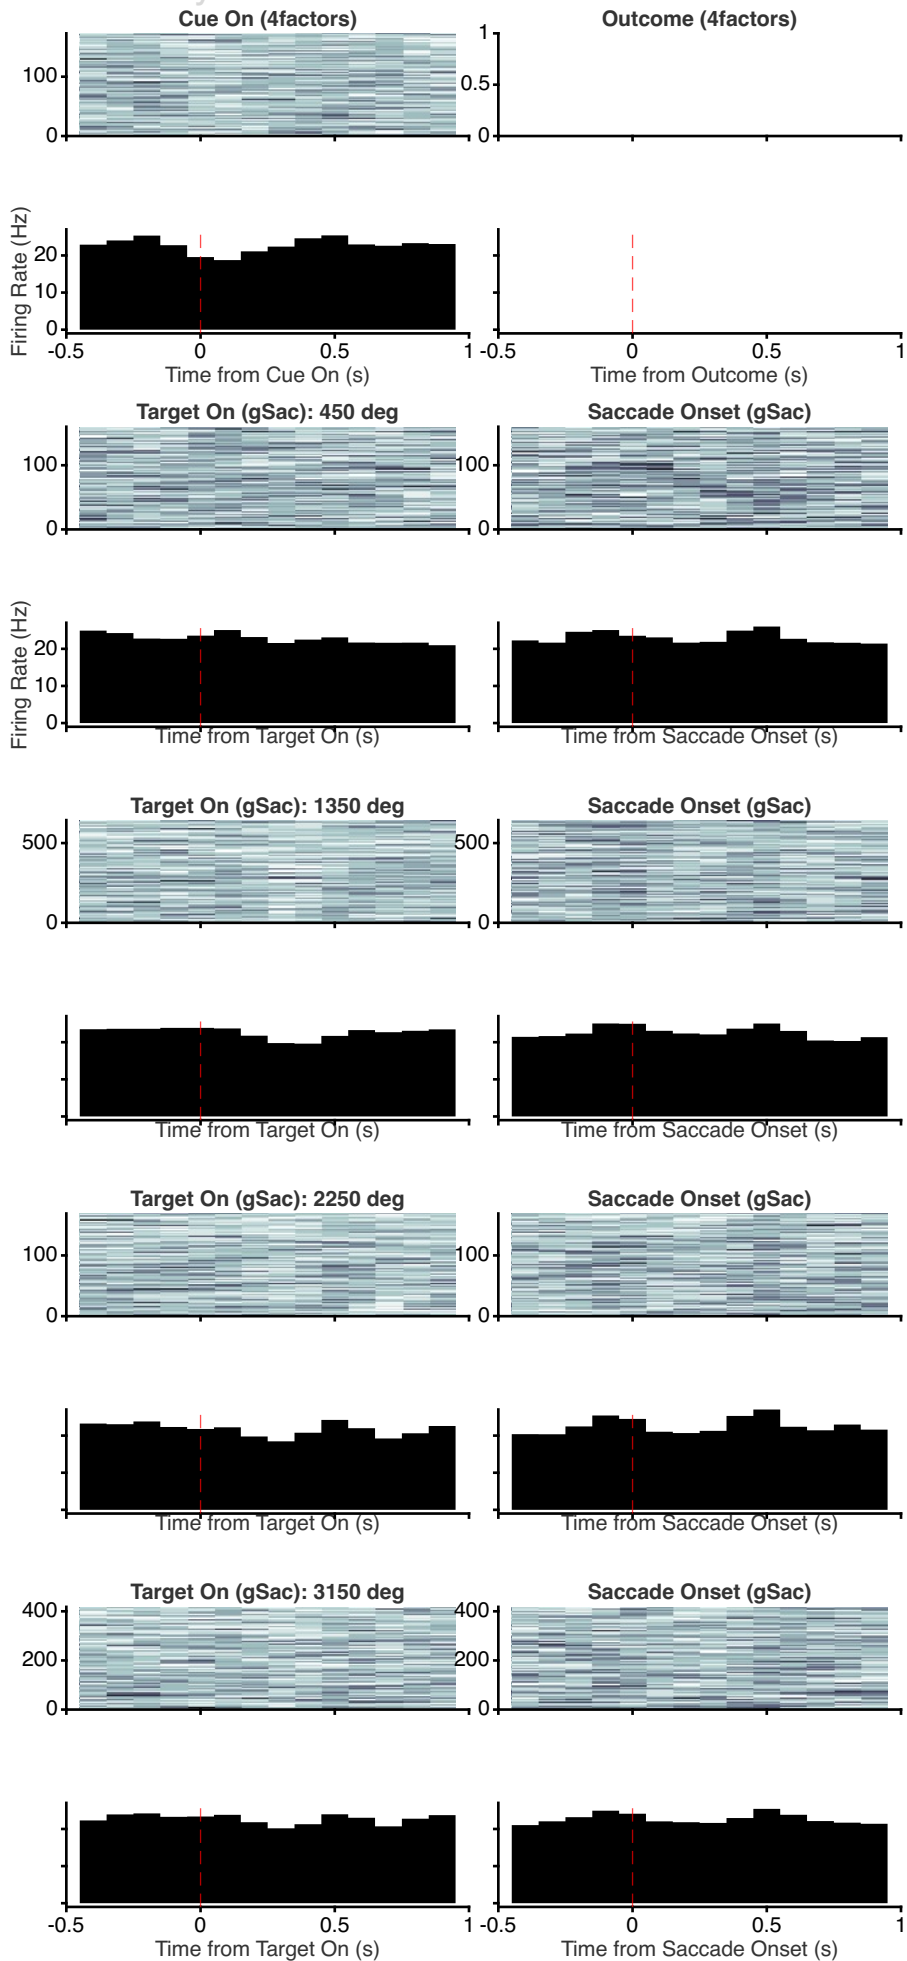 Cue On (4factors) Outcome (4factors)
1
100 0.5
0 0
Firing Rate (Hz)
20
10
0
-0.5 0 0.5 1 -0.5 0 0.5 1
Time from Cue On (s) Time from Outcome (s)
Target On (gSac): 450 deg Saccade Onset (gSac)
100 100
0 0
Firing Rate (Hz)
20
10
0
Time from Target On (s) Time from Saccade Onset (s)
Target On (gSac): 1350 deg Saccade Onset (gSac)
500 500
0 0
Time from Target On (s) Time from Saccade Onset (s)
Target On (gSac): 2250 deg Saccade Onset (gSac)
100 100
0 0
Time from Target On (s) Time from Saccade Onset (s)
Target On (gSac): 3150 deg Saccade Onset (gSac)
400 400
200 200
0 0
-0.5 0 0.5 1 -0.5 0 0.5 1
Time from Target On (s) Time from Saccade Onset (s)